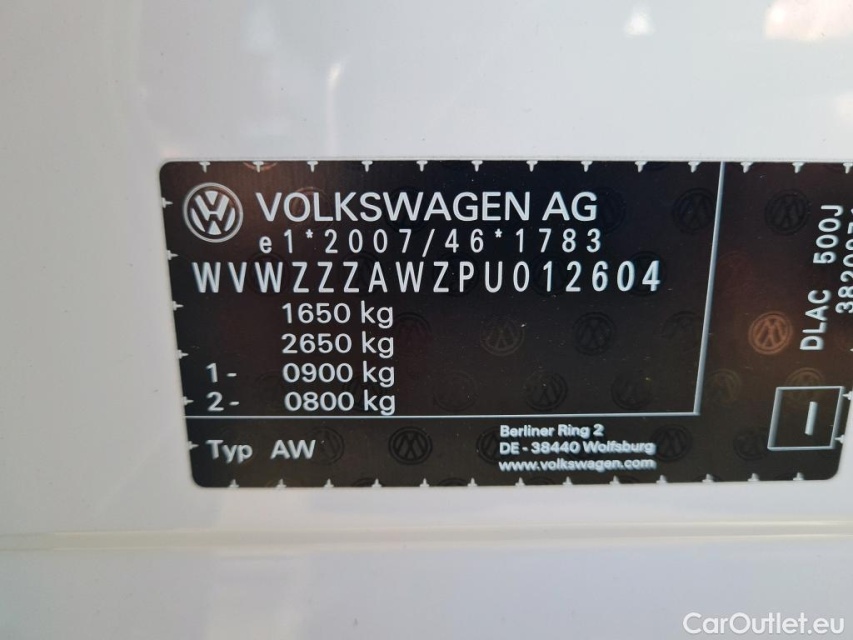 VOLKSWAGEN AG
e1*2007/46*1783
WVWZZZAWZPU012604
1650 kg
2650 kg
1- 0900 kg
2- 0800 kg
Typ AW
Berliner Ring 2
DE - 38440 Wolfsburg
www.volkswagen.com
DLAC 500J
I
CarOutlet.eu